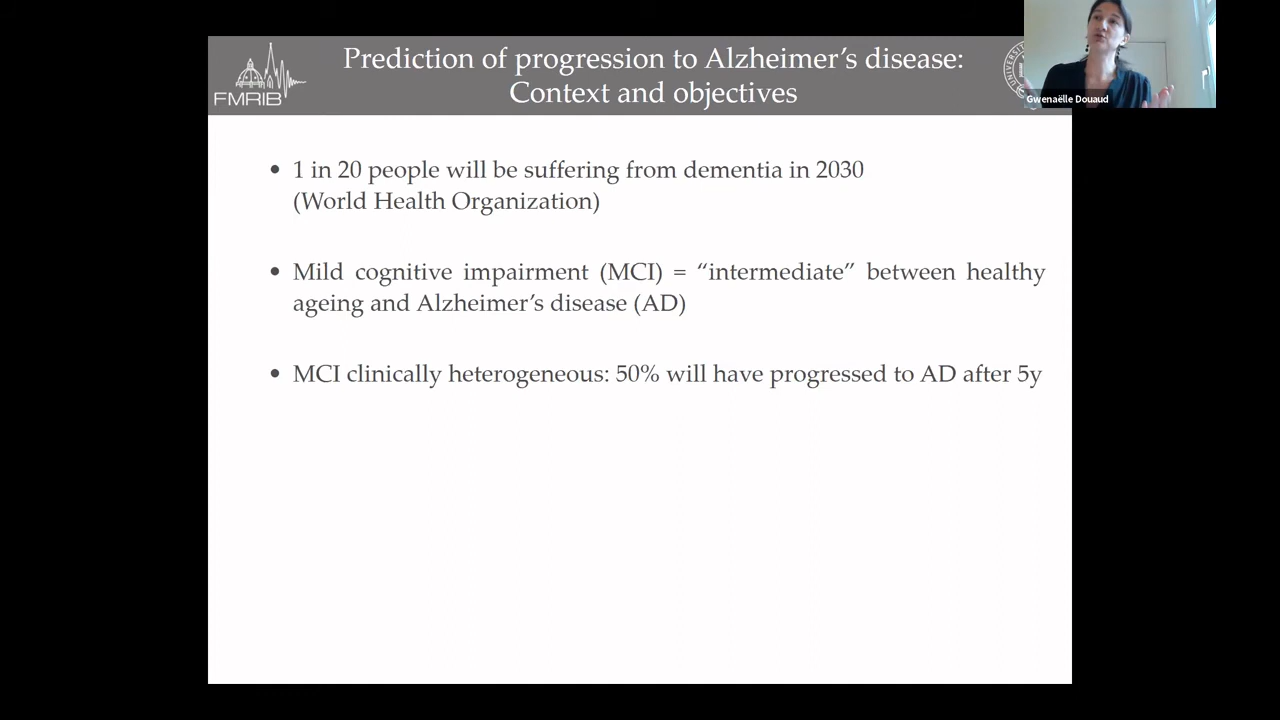 Prediction of progression to Alzheimer's disease:
Context and objectives
FMRIB
Gwenaëlle Douaud
• 1 in 20 people will be suffering from dementia in 2030
(World Health Organization)
• Mild cognitive impairment (MCI) = “intermediate” between healthy
ageing and Alzheimer's disease (AD)
• MCI clinically heterogeneous: 50% will have progressed to AD after 5y